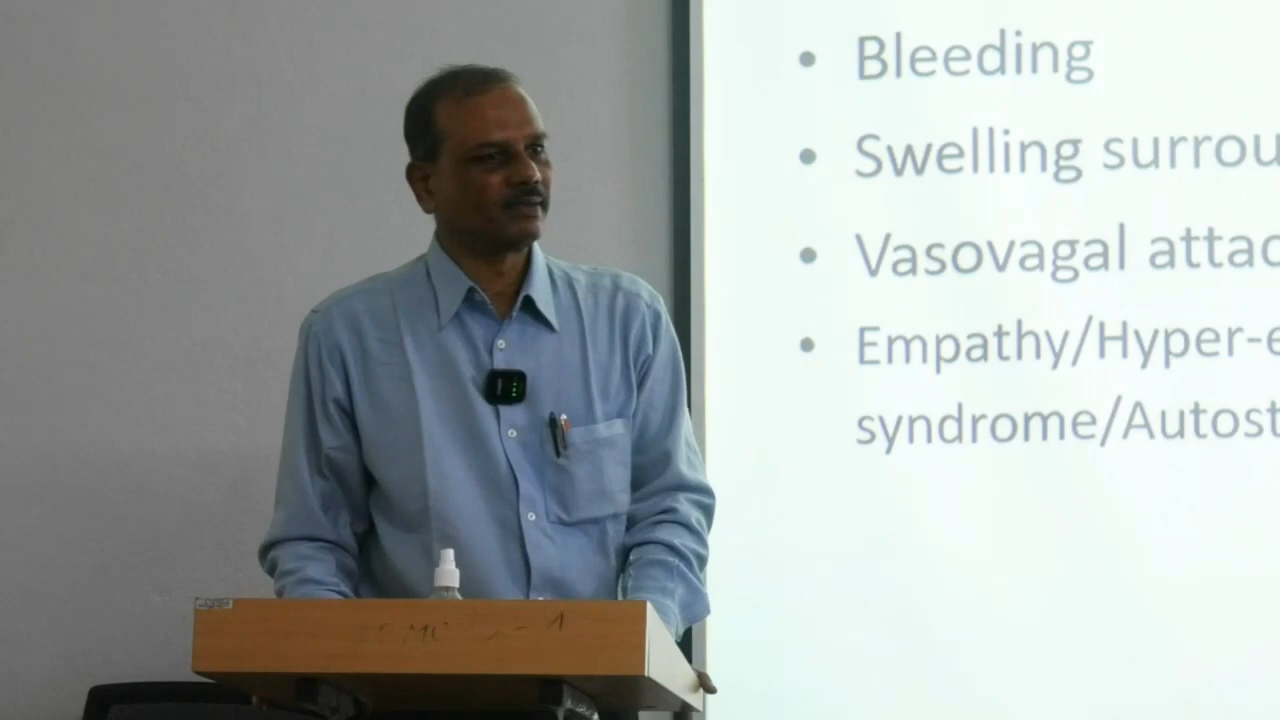 Bleeding
Swelling surrou
Vasovagal attac
Empathy/Hyper-e
syndrome/Autost